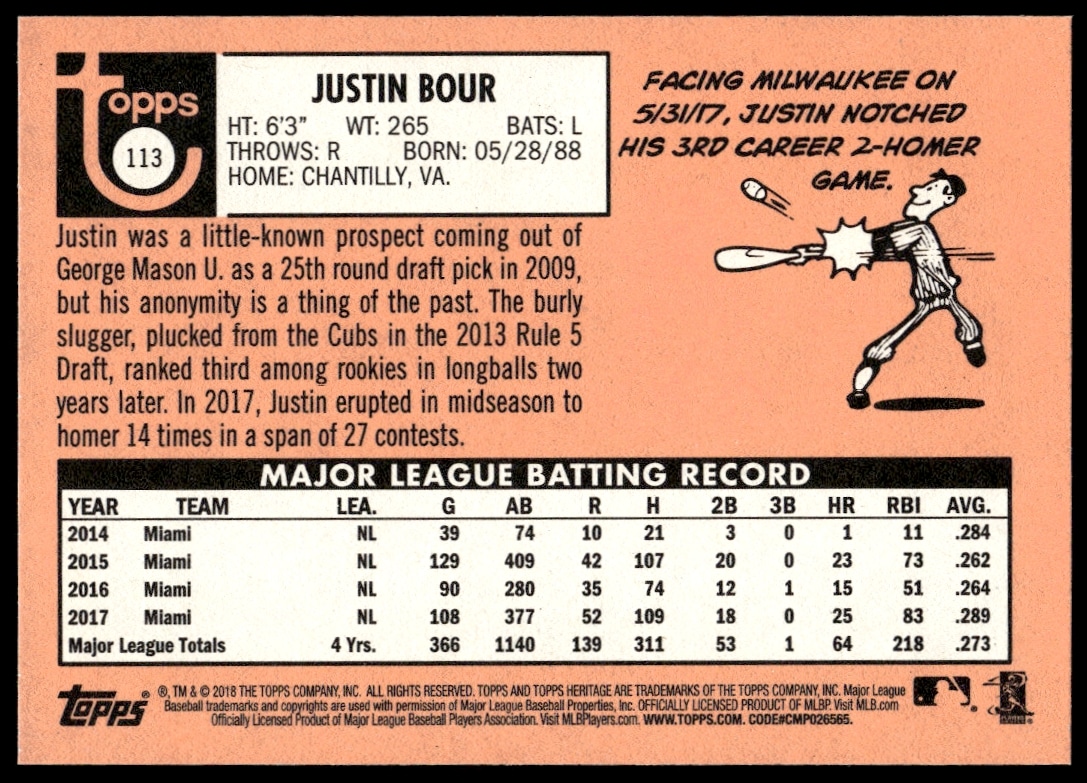 topps
113
JUSTIN BOUR
HT: 6'3" WT: 265 BATS: L
THROWS: R BORN: 05/28/88
HOME: CHANTILLY, VA.
FACING MILWAUKEE ON
5/31/17, JUSTIN NOTCHED
HIS 3RD CAREER 2-HOMER
GAME.
Justin was a little-known prospect coming out of
George Mason U. as a 25th round draft pick in 2009,
but his anonymity is a thing of the past. The burly
slugger, plucked from the Cubs in the 2013 Rule 5
Draft, ranked third among rookies in longballs two
years later. In 2017, Justin erupted in midseason to
homer 14 times in a span of 27 contests.
MAJOR LEAGUE BATTING RECORD
YEAR TEAM LEA. G AB R H 2B 3B HR RBI AVG.
2014 Miami NL 39 74 10 21 3 0 1 11 .284
2015 Miami NL 129 409 42 107 20 0 23 73 .262
2016 Miami NL 90 280 35 74 12 1 15 51 .264
2017 Miami NL 108 377 52 109 18 0 25 83 .289
Major League Totals 4 Yrs. 366 1140 139 311 53 1 64 218 .273
topps®
®, TM & © 2018 THE TOPPS COMPANY, INC. ALL RIGHTS RESERVED. TOPPS AND TOPPS HERITAGE ARE TRADEMARKS OF THE TOPPS COMPANY, INC. Major League
Baseball trademarks and copyrights are used with permission of Major League Baseball Properties, Inc. OFFICIALLY LICENSED PRODUCT OF MLBP. Visit MLB.com
Officially Licensed Product of Major League Baseball Players Association. Visit MLBPlayers.com. WWW.TOPPS.COM. CODE#CMP026565.